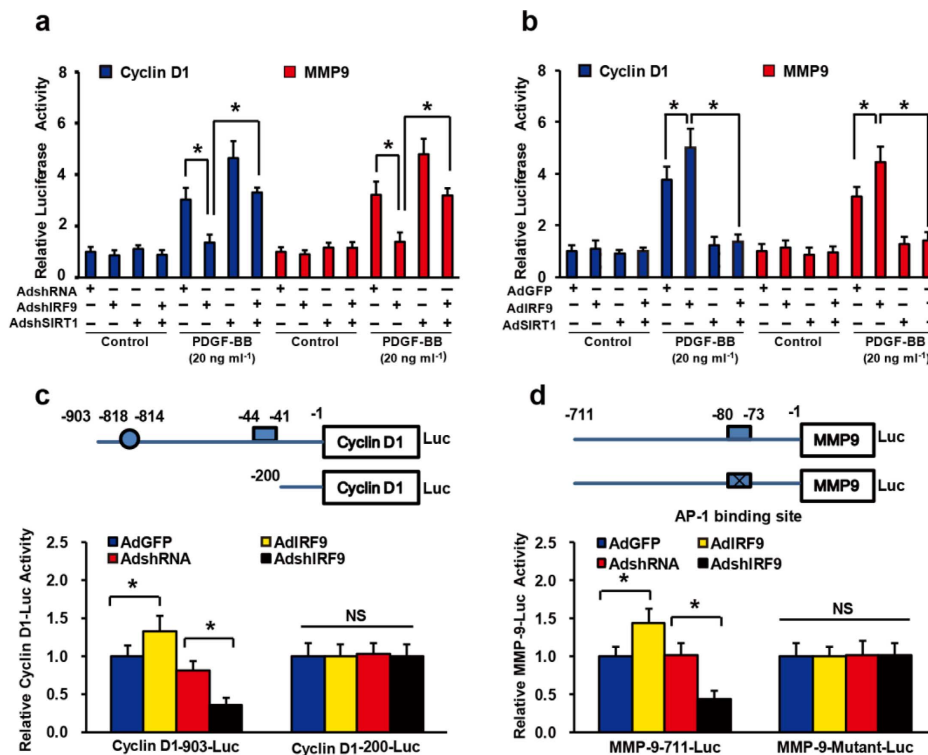 a
Cyclin D1 MMP9
Relative Luciferase Activity
8
6
4
2
0
* * * *
AdshRNA + − − − + − − − + − − − + − − −
AdshIRF9 − + − + − + − + − + − + − + − +
AdshSIRT1 − − + + − − + + − − + + − − + +
Control PDGF-BB Control PDGF-BB
(20 ng ml-1) (20 ng ml-1)
b
Cyclin D1 MMP9
Relative Luciferase Activity
8
6
4
2
0
* * * *
AdGFP + − − − + − − − + − − − + − − −
AdIRF9 − + − + − + − + − + − + − + − +
AdSIRT1 − − + + − − + + − − + + − − + +
Control PDGF-BB Control PDGF-BB
(20 ng ml-1) (20 ng ml-1)
c
-903 -818 -814 -44 -41 -1
Cyclin D1 Luc
-200
Cyclin D1 Luc
AdGFP AdIRF9
AdshRNA AdshIRF9
Relative Cyclin D1-Luc Activity
2.5
2.0
1.5
1.0
0.5
0.0
* *
NS
Cyclin D1-903-Luc Cyclin D1-200-Luc
d
-711 -80 -73 -1
MMP9 Luc
MMP9 Luc
AP-1 binding site
AdGFP AdIRF9
AdshRNA AdshIRF9
Relative MMP-9-Luc Activity
2.5
2.0
1.5
1.0
0.5
0.0
* *
NS
MMP-9-711-Luc MMP-9-Mutant-Luc